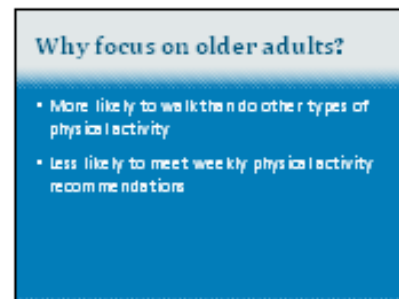 Why focus on older adults?
• More likely to walk than do other types of
physical activity
• Less likely to meet weekly physical activity
recommendations